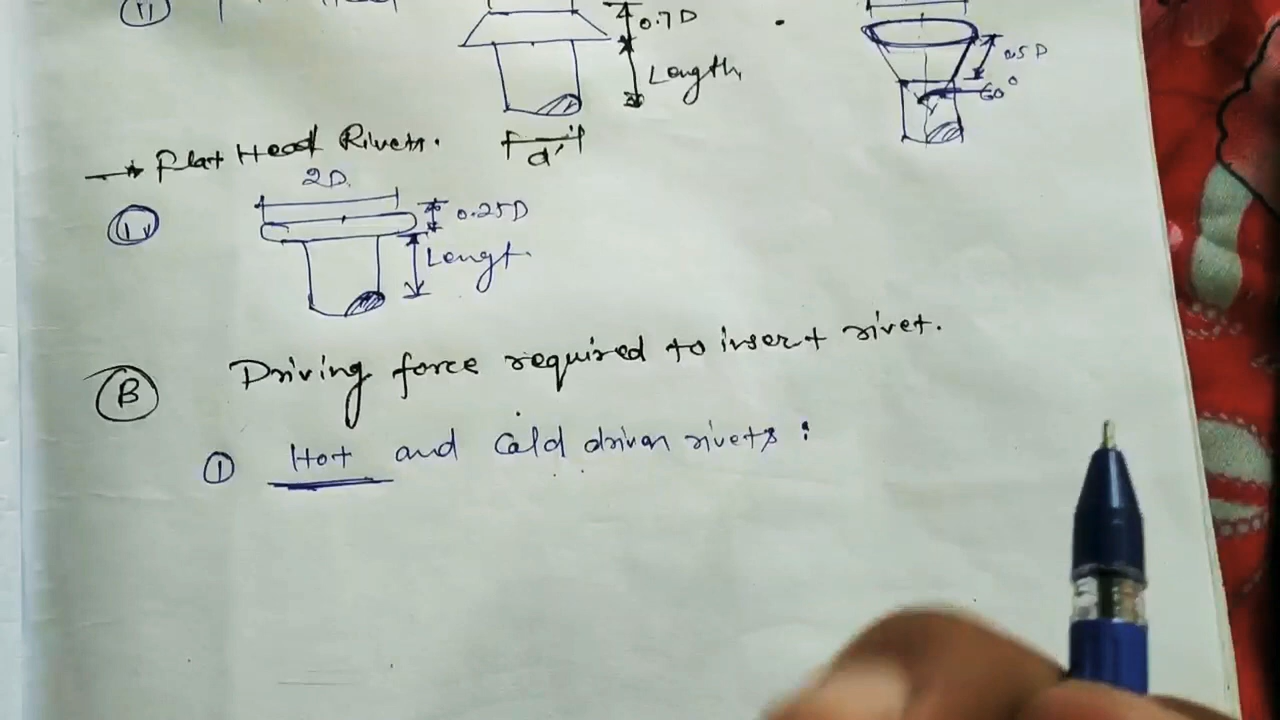 0.7D
Length
0.5D
60°
d'
→ Flat Head Rivets.
2D.
0.25D
Lengt.
B Driving force required to insert rivet.
1 Hot and Cold driven rivets :